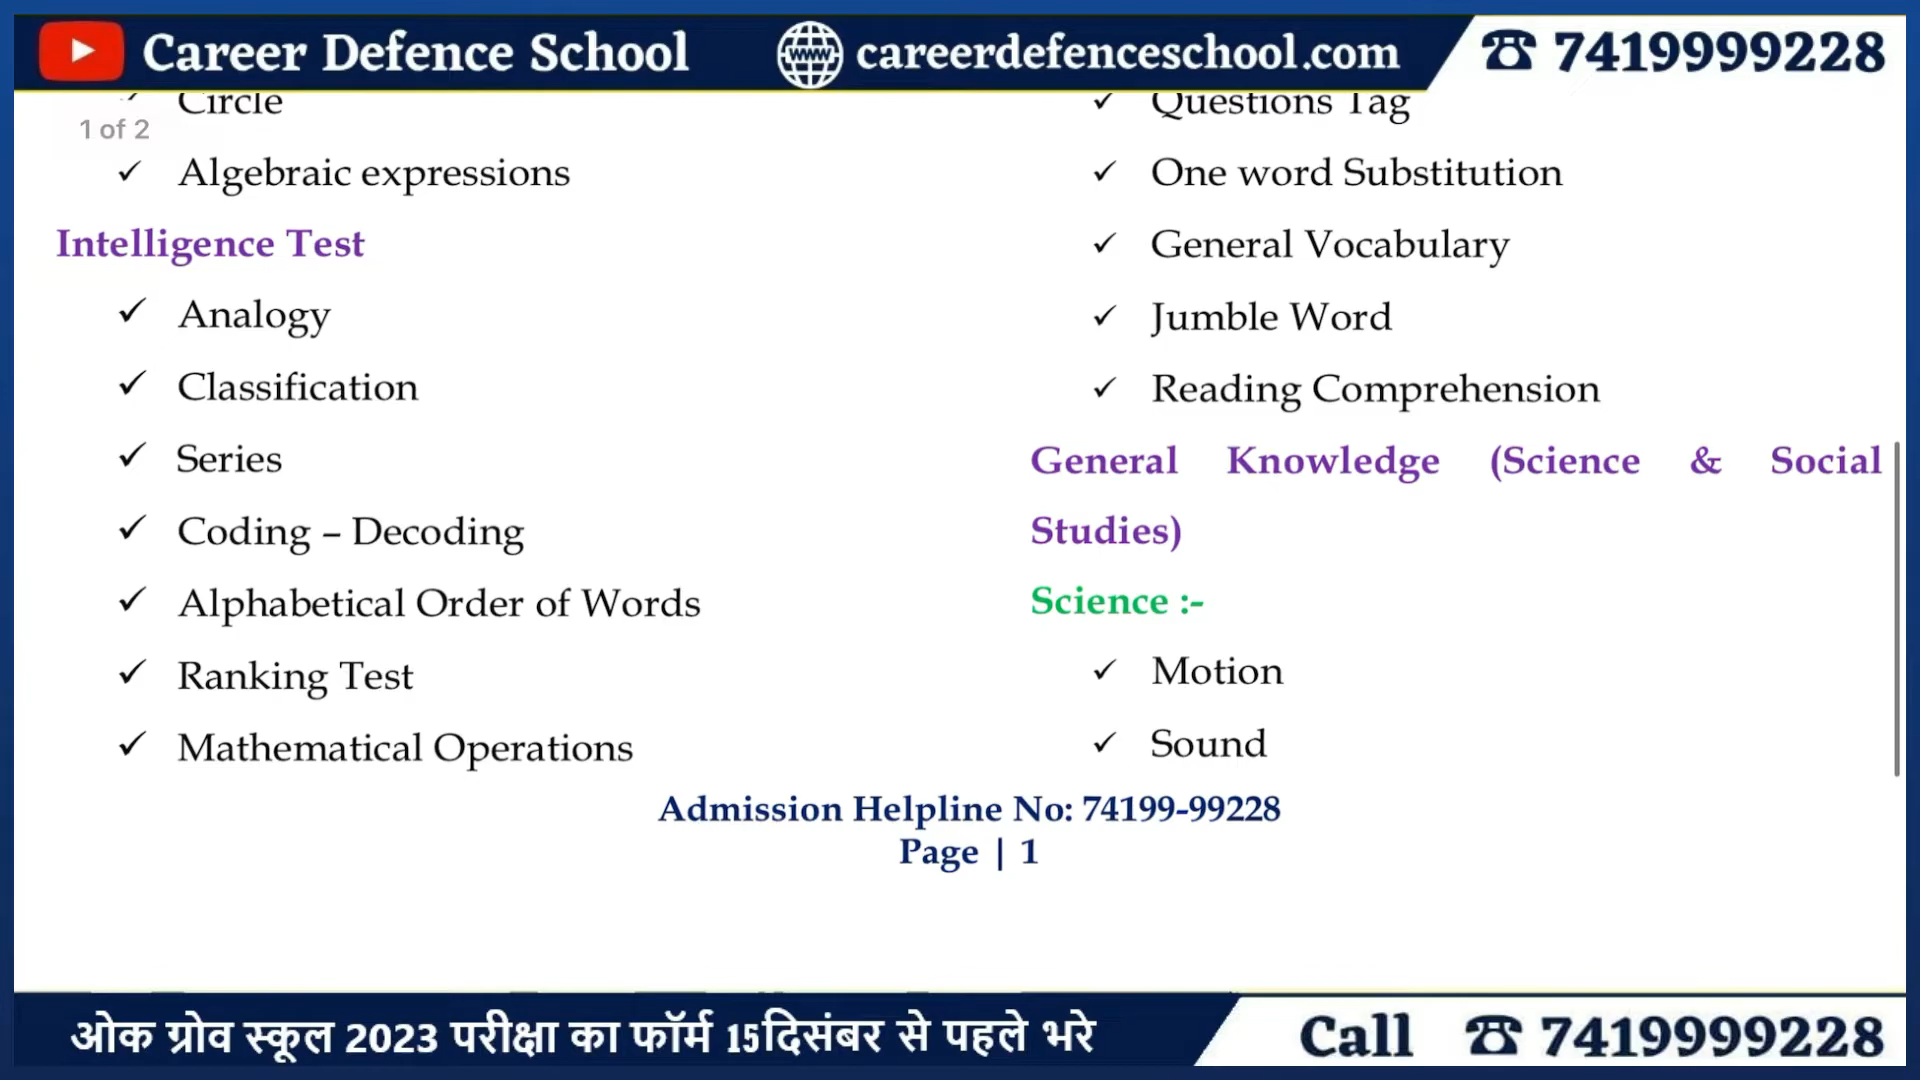 Career Defence School
careerdefenceschool.com
7419999228
1 of 2
Circle
Algebraic expressions
Intelligence Test
Analogy
Classification
Series
Coding – Decoding
Alphabetical Order of Words
Ranking Test
Mathematical Operations
Questions Tag
One word Substitution
General Vocabulary
Jumble Word
Reading Comprehension
General Knowledge (Science & Social
Studies)
Science :-
Motion
Sound
Admission Helpline No: 74199-99228
Page | 1
ओक ग्रोव स्कूल 2023 परीक्षा का फॉर्म 15दिसंबर से पहले भरे
Call 7419999228